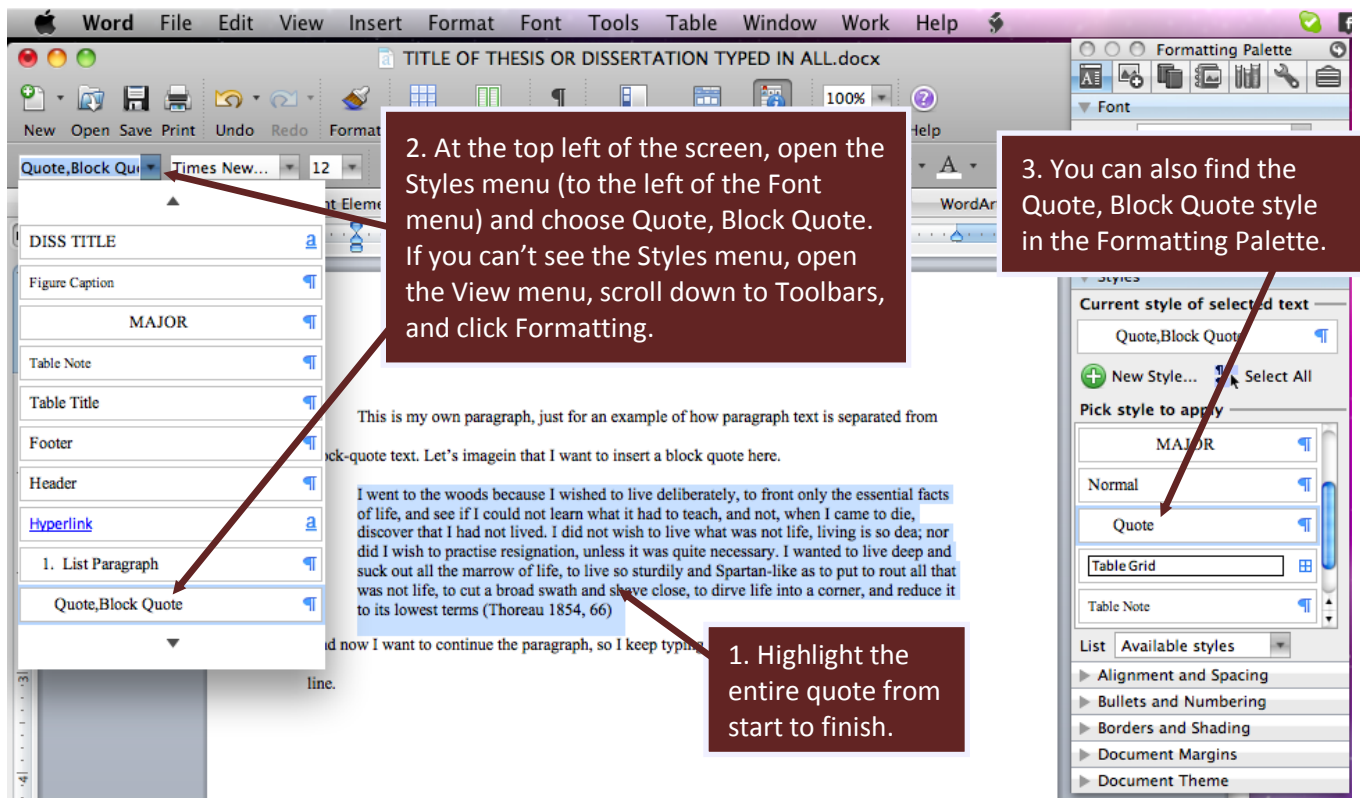 Word File Edit View Insert Format Font Tools Table Window Work Help
TITLE OF THESIS OR DISSERTATION TYPED IN ALL.docx
100%
New Open Save Print Undo Redo Format
Help
Quote,Block Quo Times New... 12
A
WordAr
DISS TITLE a
Figure Caption ¶
MAJOR ¶
Table Note ¶
Table Title ¶
Footer ¶
Header ¶
Hyperlink a
1. List Paragraph ¶
Quote,Block Quote ¶
2. At the top left of the screen, open the
Styles menu (to the left of the Font
menu) and choose Quote, Block Quote.
If you can’t see the Styles menu, open
the View menu, scroll down to Toolbars,
and click Formatting.
This is my own paragraph, just for an example of how paragraph text is separated from
ck-quote text. Let’s imagein that I want to insert a block quote here.
I went to the woods because I wished to live deliberately, to front only the essential facts
of life, and see if I could not learn what it had to teach, and not, when I came to die,
discover that I had not lived. I did not wish to live what was not life, living is so dea; nor
did I wish to practise resignation, unless it was quite necessary. I wanted to live deep and
suck out all the marrow of life, to live so sturdily and Spartan-like as to put to rout all that
was not life, to cut a broad swath and shave close, to dirve life into a corner, and reduce it
to its lowest terms (Thoreau 1854, 66)
d now I want to continue the paragraph, so I keep typing
line.
1. Highlight the
entire quote from
start to finish.
Formatting Palette
Font
3. You can also find the
Quote, Block Quote style
in the Formatting Palette.
Styles
Current style of selected text
Quote,Block Quote ¶
New Style... Select All
Pick style to apply
MAJOR ¶
Normal ¶
Quote ¶
Table Grid
Table Note ¶
List Available styles
Alignment and Spacing
Bullets and Numbering
Borders and Shading
Document Margins
Document Theme